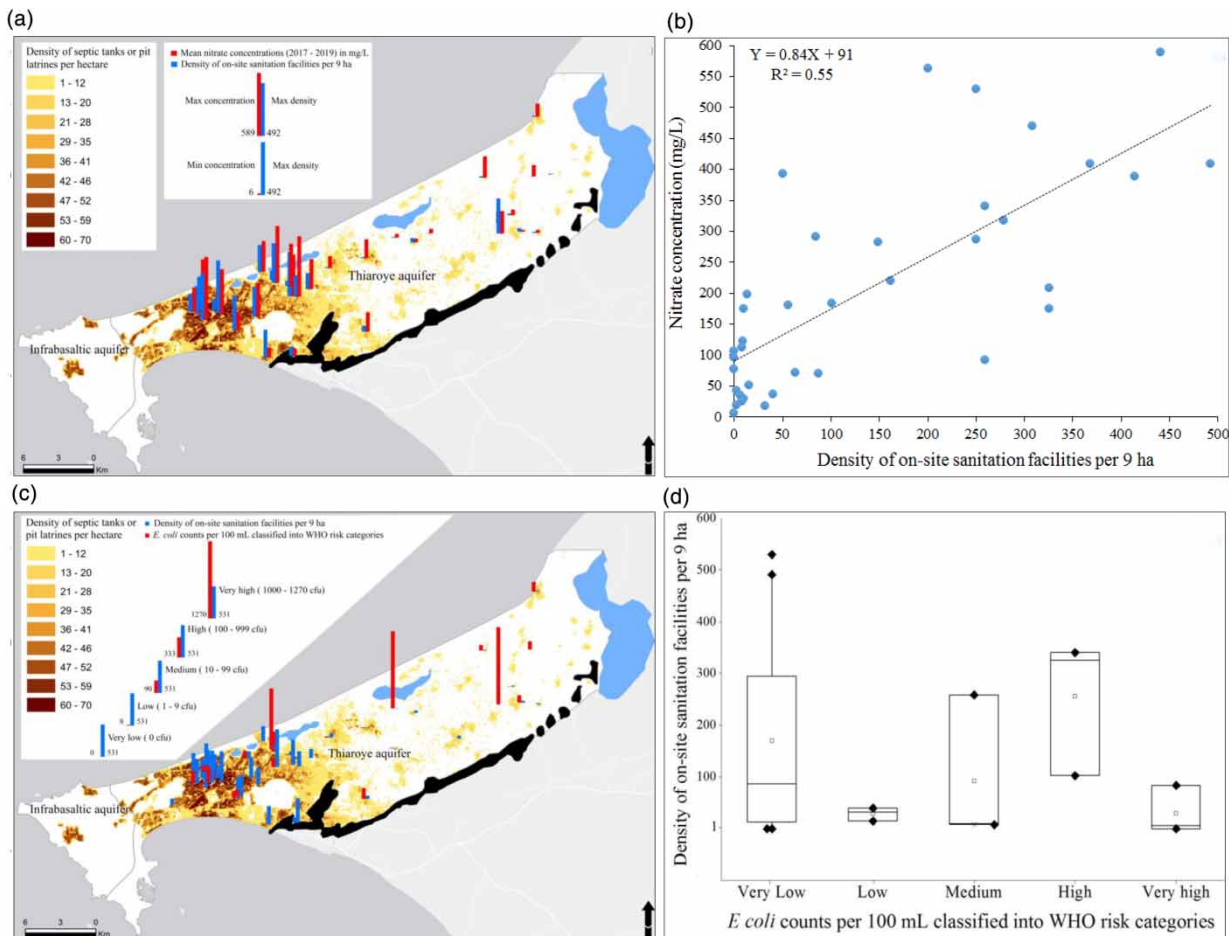 (a)
Density of septic tanks or pit
latrines per hectare
1 - 12
13 - 20
21 - 28
29 - 35
36 - 41
42 - 46
47 - 52
53 - 59
60 - 70
Mean nitrate concentrations (2017 - 2019) in mg/L
Density of on-site sanitation facilities per 9 ha
Max concentration
Max density
589
492
Min concentration
Max density
6
492
Thiaroye aquifer
Infrabasaltic aquifer
6 3 0
Km
(b)
Y = 0.84X + 91
R² = 0.55
Nitrate concentration (mg/L)
600
550
500
450
400
350
300
250
200
150
100
50
0
0 50 100 150 200 250 300 350 400 450 500
Density of on-site sanitation facilities per 9 ha
(c)
Density of septic tanks or
pit latrines per hectare
1 - 12
13 - 20
21 - 28
29 - 35
36 - 41
42 - 46
47 - 52
53 - 59
60 - 70
Density of on-site sanitation facilities per 9 ha
E. coli counts per 100 mL classified into WHO risk categories
Very high ( 1000 - 1270 cfu)
1270 531
High ( 100 - 999 cfu)
333 531
Medium ( 10 - 99 cfu)
90 531
Low ( 1 - 9 cfu)
531
Very low ( 0 cfu)
0 531
Thiaroye aquifer
Infrabasaltic aquifer
6 3 0
Km
(d)
Density of on-site sanitation facilities per 9 ha
600
500
400
300
200
100
1
Very Low Low Medium High Very high
E coli counts per 100 mL classified into WHO risk categories